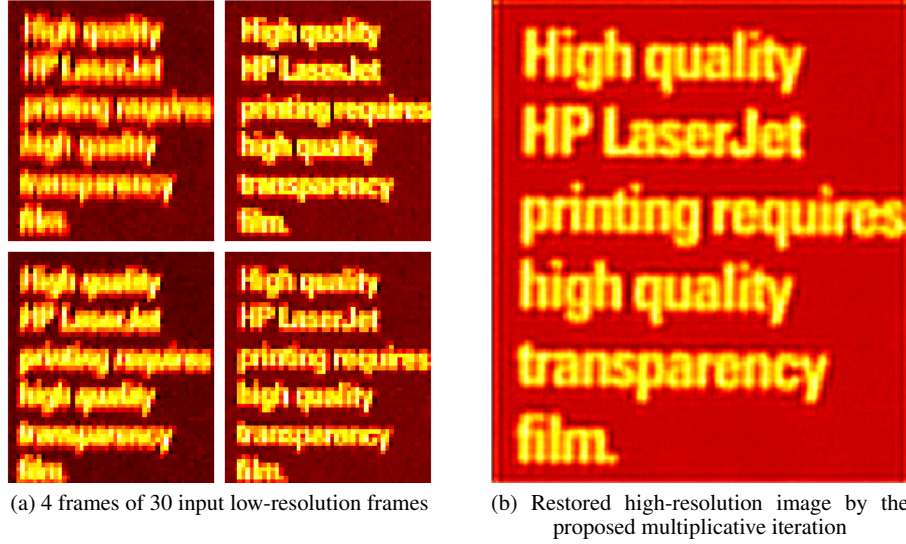 High quality
HP LaserJet
printing requires
high quality
transparency
film.
High quality
HP LaserJet
printing requires
high quality
transparency
film.
High quality
HP LaserJet
printing requires
high quality
transparency
film.
High quality
HP LaserJet
printing requires
high quality
transparency
film.
(a) 4 frames of 30 input low-resolution frames
High quality
HP LaserJet
printing requires
high quality
transparency
film.
(b) Restored high-resolution image by the
proposed multiplicative iteration